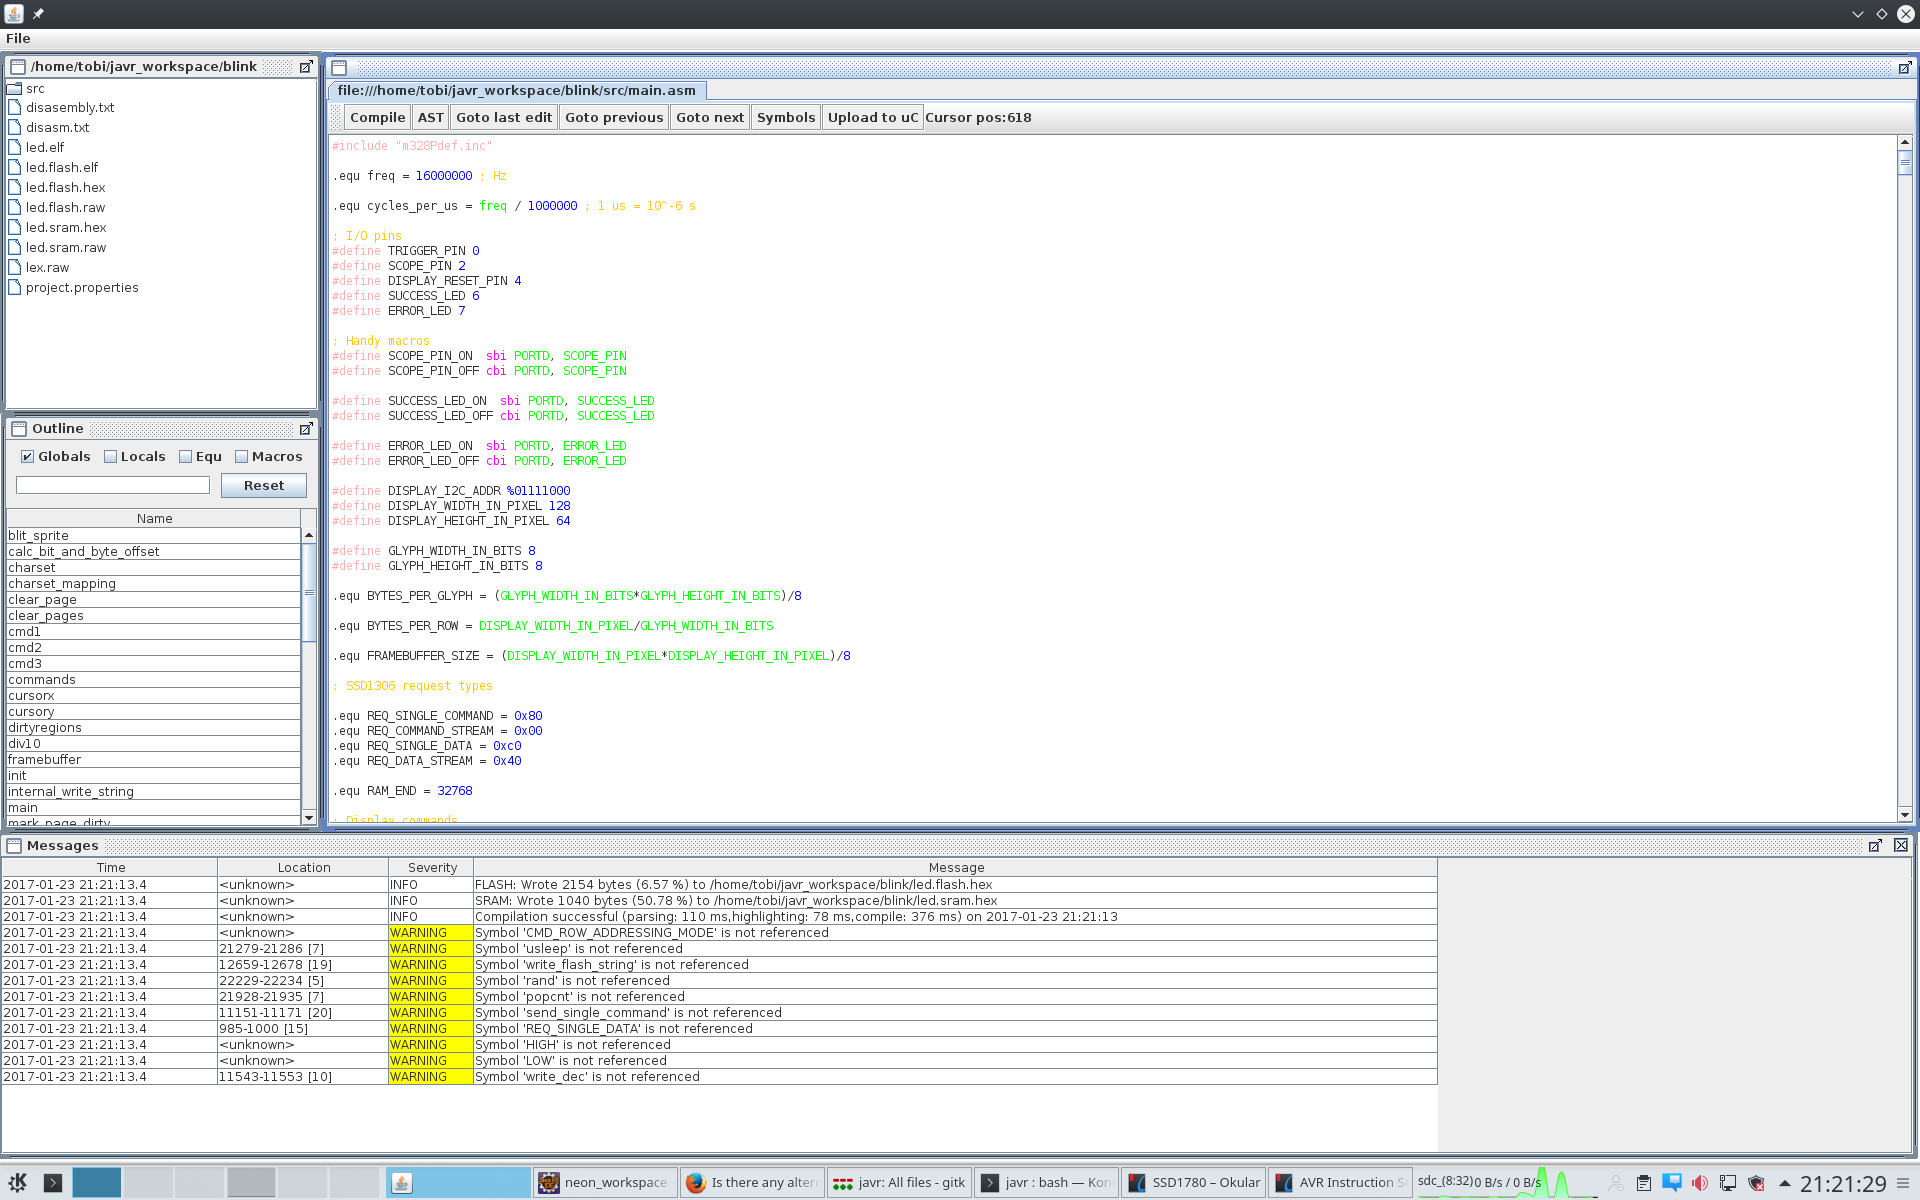 File
/home/tobi/javr_workspace/blink
src
disasembly.txt
disasm.txt
led.elf
led.flash.elf
led.flash.hex
led.flash.raw
led.sram.hex
led.sram.raw
lex.raw
project.properties
Outline
Globals Locals Equ Macros
Reset
Name
blit_sprite
calc_bit_and_byte_offset
charset
charset_mapping
clear_page
clear_pages
cmd1
cmd2
cmd3
commands
cursorx
cursory
dirtyregions
div10
framebuffer
init
internal_write_string
main
mark_page_dirty
file:///home/tobi/javr_workspace/blink/src/main.asm
Compile AST Goto last edit Goto previous Goto next Symbols Upload to uC Cursor pos:618
#include "m328Pdef.inc"
.equ freq = 16000000 ; Hz
.equ cycles_per_us = freq / 1000000 ; 1 us = 10^-6 s
; I/O pins
#define TRIGGER_PIN 0
#define SCOPE_PIN 2
#define DISPLAY_RESET_PIN 4
#define SUCCESS_LED 6
#define ERROR_LED 7
; Handy macros
#define SCOPE_PIN_ON  sbi PORTD, SCOPE_PIN
#define SCOPE_PIN_OFF cbi PORTD, SCOPE_PIN
#define SUCCESS_LED_ON  sbi PORTD, SUCCESS_LED
#define SUCCESS_LED_OFF cbi PORTD, SUCCESS_LED
#define ERROR_LED_ON  sbi PORTD, ERROR_LED
#define ERROR_LED_OFF cbi PORTD, ERROR_LED
#define DISPLAY_I2C_ADDR %01111000
#define DISPLAY_WIDTH_IN_PIXEL 128
#define DISPLAY_HEIGHT_IN_PIXEL 64
#define GLYPH_WIDTH_IN_BITS 8
#define GLYPH_HEIGHT_IN_BITS 8
.equ BYTES_PER_GLYPH = (GLYPH_WIDTH_IN_BITS*GLYPH_HEIGHT_IN_BITS)/8
.equ BYTES_PER_ROW = DISPLAY_WIDTH_IN_PIXEL/GLYPH_WIDTH_IN_BITS
.equ FRAMEBUFFER_SIZE = (DISPLAY_WIDTH_IN_PIXEL*DISPLAY_HEIGHT_IN_PIXEL)/8
; SSD1306 request types
.equ REQ_SINGLE_COMMAND = 0x80
.equ REQ_COMMAND_STREAM = 0x00
.equ REQ_SINGLE_DATA = 0xc0
.equ REQ_DATA_STREAM = 0x40
.equ RAM_END = 32768
; Display commands
Messages
Time Location Severity Message
2017-01-23 21:21:13.4 <unknown> INFO FLASH: Wrote 2154 bytes (6.57 %) to /home/tobi/javr_workspace/blink/led.flash.hex
2017-01-23 21:21:13.4 <unknown> INFO SRAM: Wrote 1040 bytes (50.78 %) to /home/tobi/javr_workspace/blink/led.sram.hex
2017-01-23 21:21:13.4 <unknown> INFO Compilation successful (parsing: 110 ms,highlighting: 78 ms,compile: 376 ms) on 2017-01-23 21:21:13
2017-01-23 21:21:13.4 <unknown> WARNING Symbol 'CMD_ROW_ADDRESSING_MODE' is not referenced
2017-01-23 21:21:13.4 21279-21286 [7] WARNING Symbol 'usleep' is not referenced
2017-01-23 21:21:13.4 12659-12678 [19] WARNING Symbol 'write_flash_string' is not referenced
2017-01-23 21:21:13.4 22229-22234 [5] WARNING Symbol 'rand' is not referenced
2017-01-23 21:21:13.4 21928-21935 [7] WARNING Symbol 'popcnt' is not referenced
2017-01-23 21:21:13.4 11151-11171 [20] WARNING Symbol 'send_single_command' is not referenced
2017-01-23 21:21:13.4 985-1000 [15] WARNING Symbol 'REQ_SINGLE_DATA' is not referenced
2017-01-23 21:21:13.4 <unknown> WARNING Symbol 'HIGH' is not referenced
2017-01-23 21:21:13.4 <unknown> WARNING Symbol 'LOW' is not referenced
2017-01-23 21:21:13.4 11543-11553 [10] WARNING Symbol 'write_dec' is not referenced
neon_workspace Is there any alter javr: All files - gitk javr : bash — Kon SSD1780 – Okular AVR Instruction S sdc_(8:32) 0 B/s / 0 B/s 21:21:29